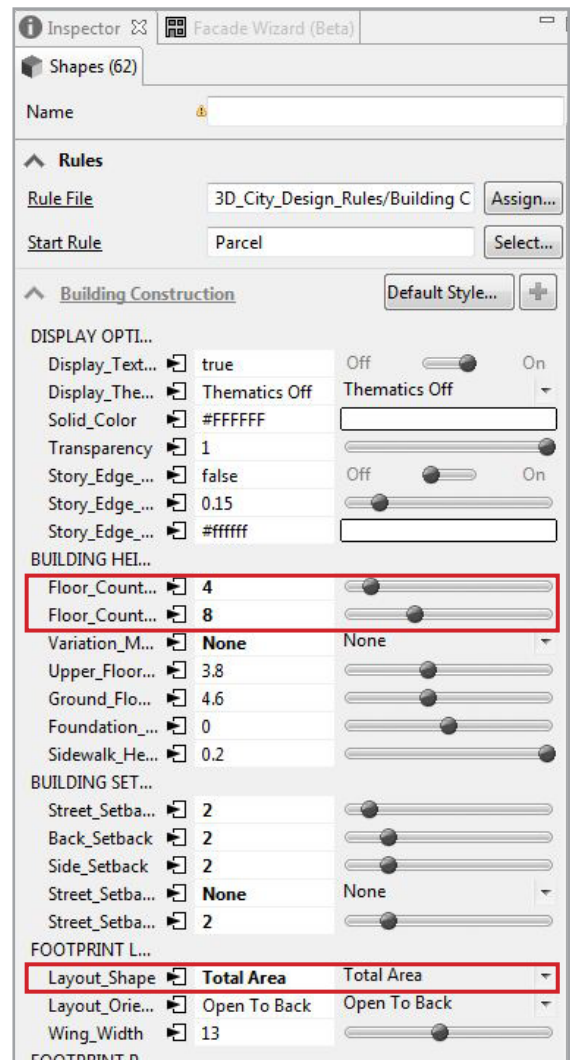 Inspector Facade Wizard (Beta)
Shapes (62)
Name
Rules
Rule File 3D_City_Design_Rules/Building C Assign...
Start Rule Parcel Select...
Building Construction Default Style...
DISPLAY OPTI...
Display_Text... true Off On
Display_The... Thematics Off Thematics Off
Solid_Color #FFFFFF
Transparency 1
Story_Edge_... false Off On
Story_Edge_... 0.15
Story_Edge_... #ffffff
BUILDING HEI...
Floor_Count... 4
Floor_Count... 8
Variation_M... None None
Upper_Floor... 3.8
Ground_Flo... 4.6
Foundation_... 0
Sidewalk_He... 0.2
BUILDING SET...
Street_Setba... 2
Back_Setback 2
Side_Setback 2
Street_Setba... None None
Street_Setba... 2
FOOTPRINT L...
Layout_Shape Total Area Total Area
Layout_Orie... Open To Back Open To Back
Wing_Width 13